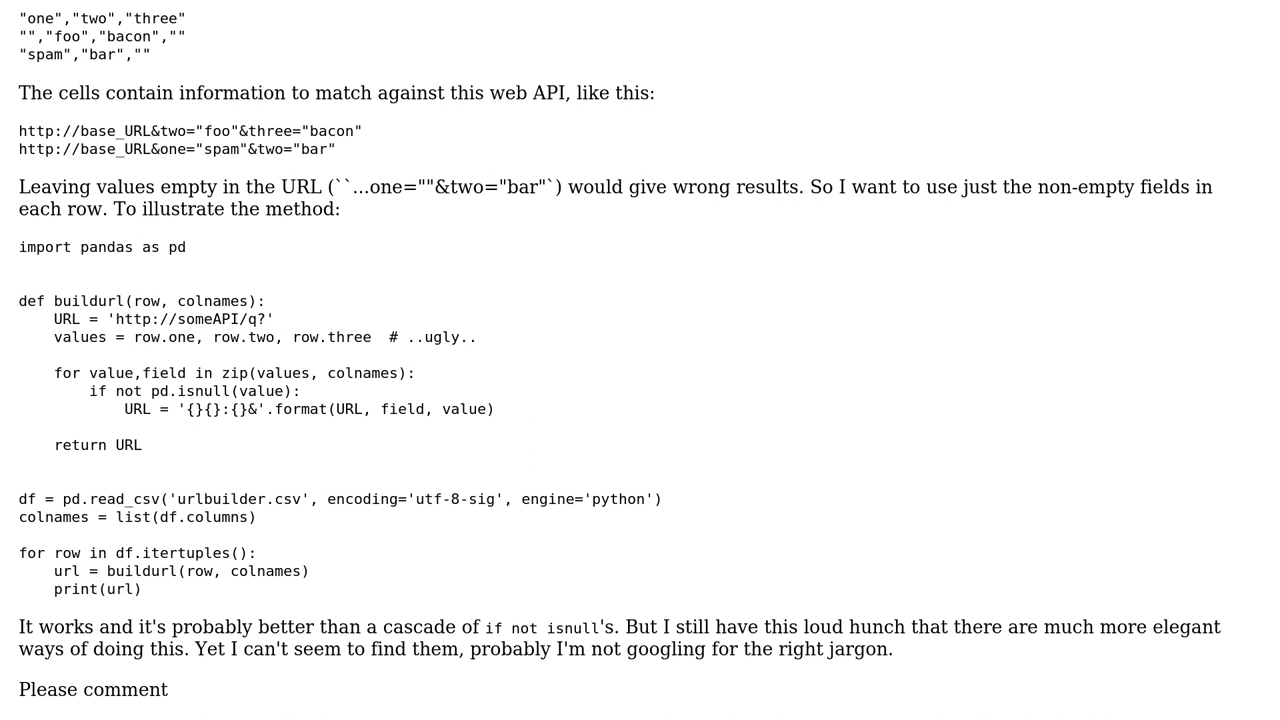 "one","two","three"
"","foo","bacon",""
"spam","bar",""
The cells contain information to match against this web API, like this:
http://base_URL&two="foo"&three="bacon"
http://base_URL&one="spam"&two="bar"
Leaving values empty in the URL (``...one=""&two="bar"`) would give wrong results. So I want to use just the non-empty fields in
each row. To illustrate the method:
import pandas as pd
def buildurl(row, colnames):
    URL = 'http://someAPI/q?'
    values = row.one, row.two, row.three  # ..ugly..
    for value,field in zip(values, colnames):
        if not pd.isnull(value):
            URL = '{}{}:{}&'.format(URL, field, value)
    return URL
df = pd.read_csv('urlbuilder.csv', encoding='utf-8-sig', engine='python')
colnames = list(df.columns)
for row in df.itertuples():
    url = buildurl(row, colnames)
    print(url)
It works and it's probably better than a cascade of if not isnull's. But I still have this loud hunch that there are much more elegant
ways of doing this. Yet I can't seem to find them, probably I'm not googling for the right jargon.
Please comment